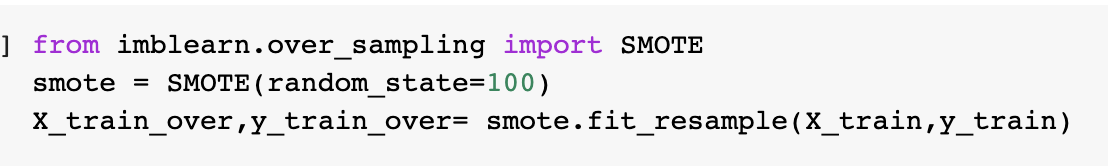 ] from imblearn.over_sampling import SMOTE
smote = SMOTE(random_state=100)
X_train_over,y_train_over= smote.fit_resample(X_train,y_train)